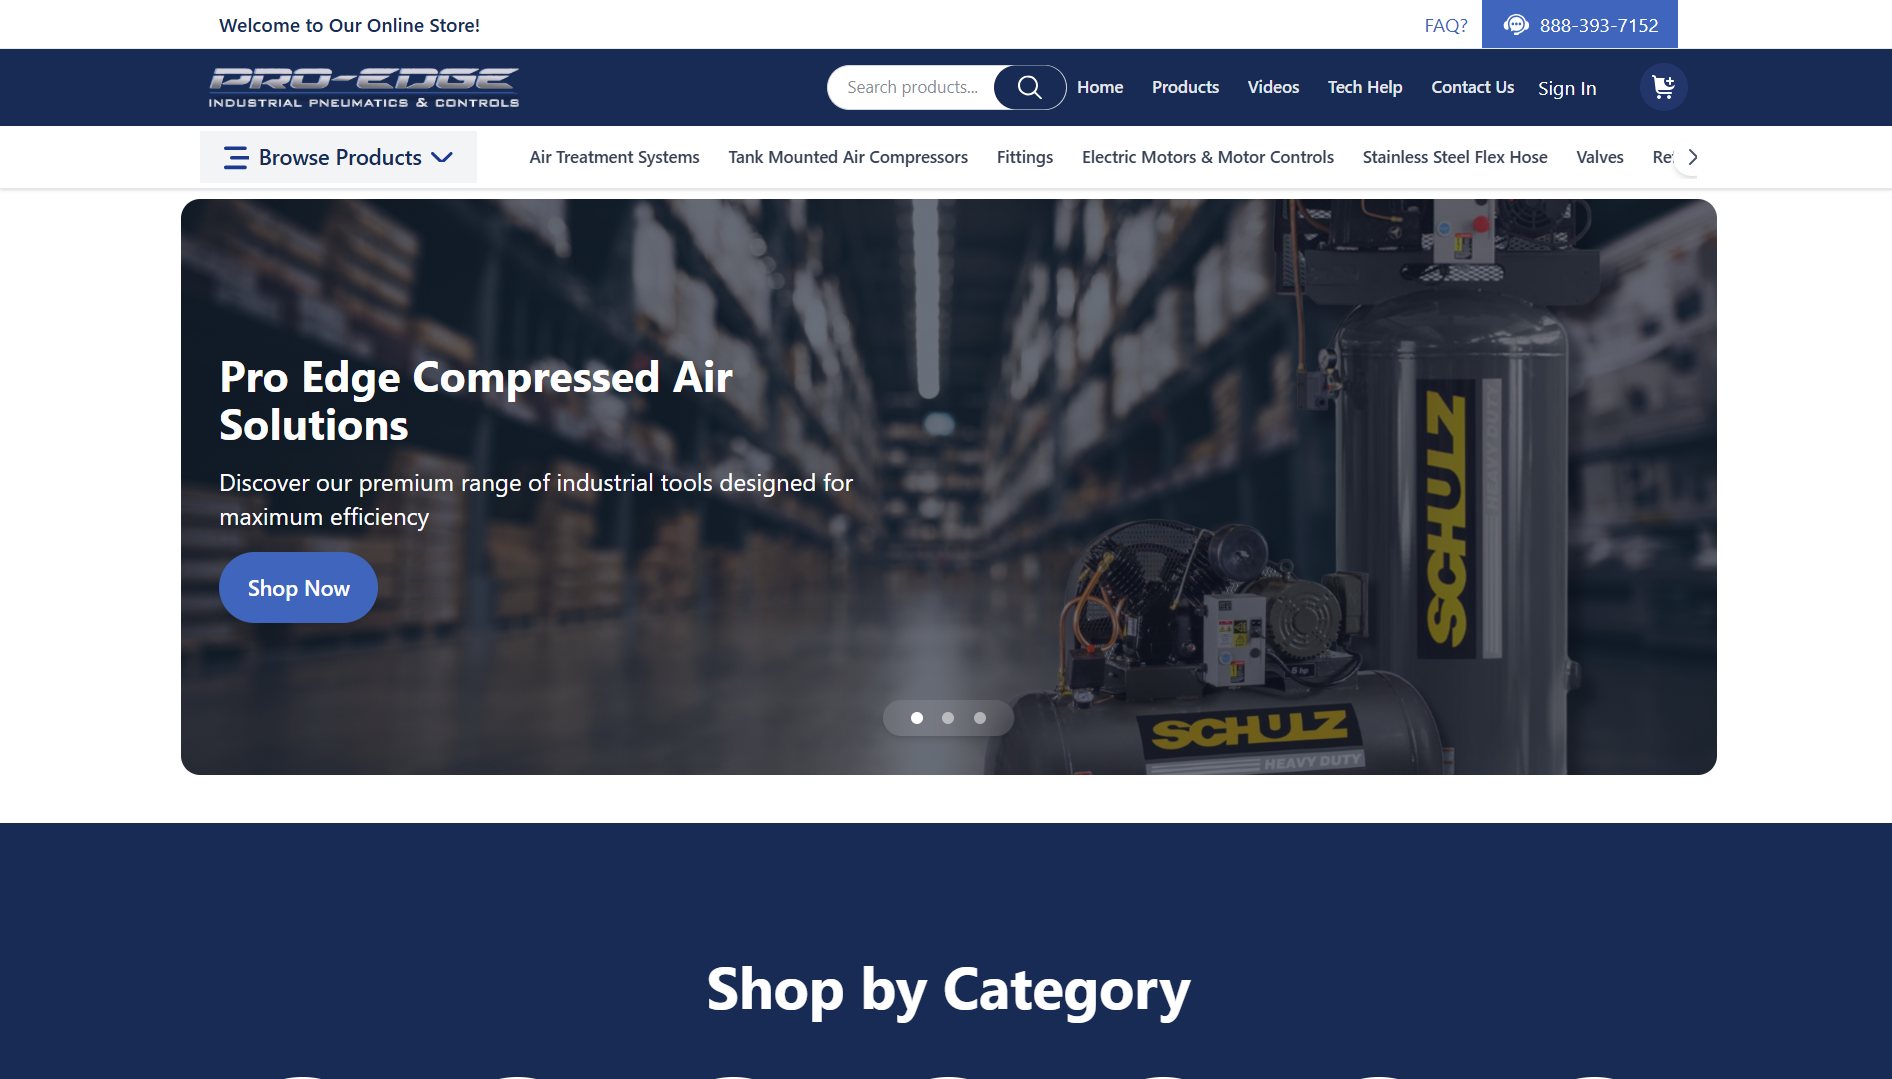 Welcome to Our Online Store!
FAQ?
888-393-7152
PRO-EDGE
INDUSTRIAL PNEUMATICS & CONTROLS
Search products...
Home
Products
Videos
Tech Help
Contact Us
Sign In
Browse Products
Air Treatment Systems
Tank Mounted Air Compressors
Fittings
Electric Motors & Motor Controls
Stainless Steel Flex Hose
Valves
Pro Edge Compressed Air
Solutions
Discover our premium range of industrial tools designed for
maximum efficiency
Shop Now
SCHULZ
HEAVY DUTY
SCHULZ
HEAVY DUTY
Shop by Category